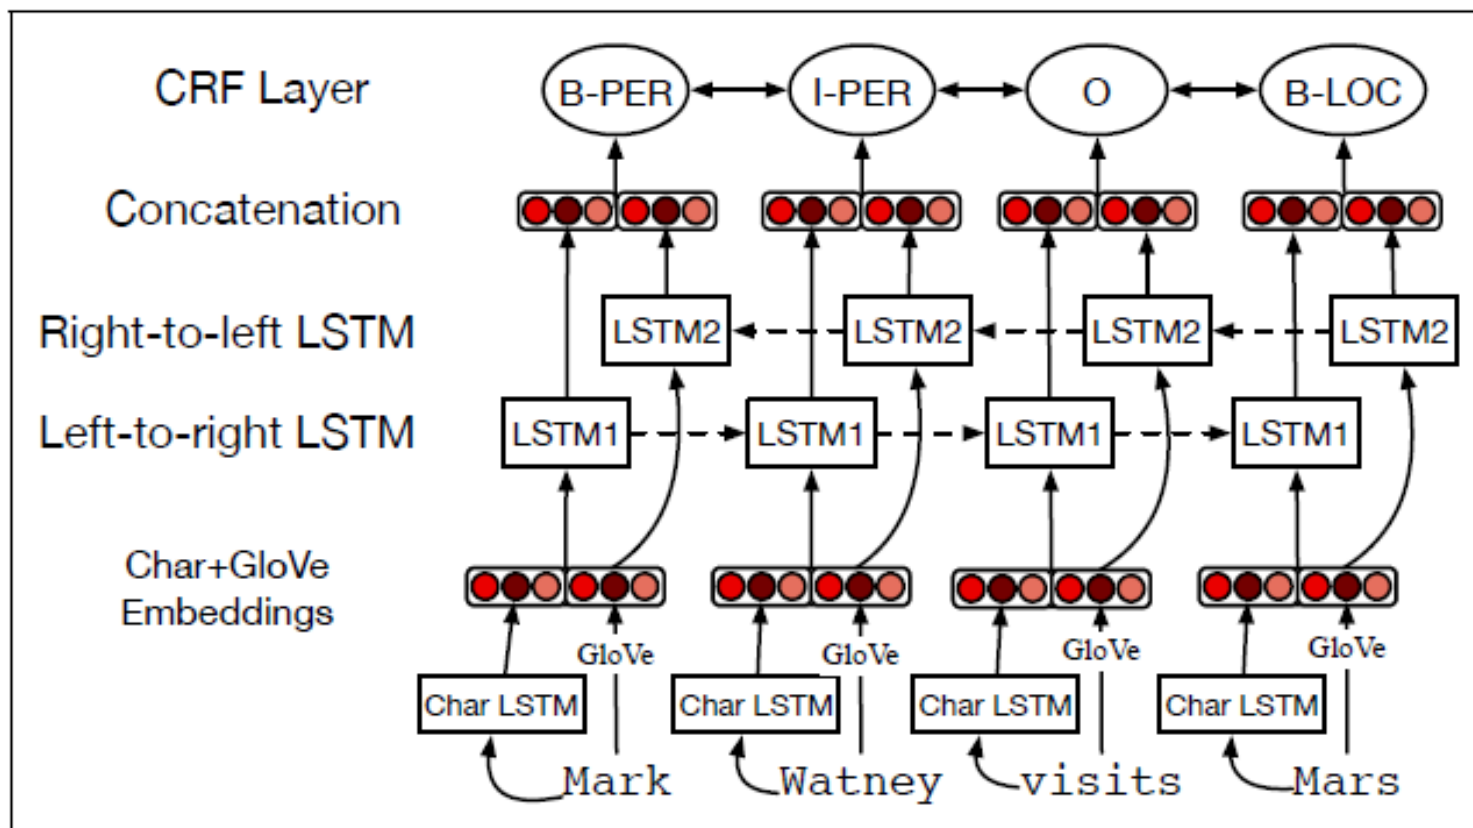 CRF Layer B-PER I-PER O B-LOC
Concatenation
Right-to-left LSTM LSTM2 LSTM2 LSTM2 LSTM2
Left-to-right LSTM LSTM1 LSTM1 LSTM1 LSTM1
Char+GloVe
Embeddings
GloVe GloVe GloVe GloVe
Char LSTM Char LSTM Char LSTM Char LSTM
Mark Watney visits Mars